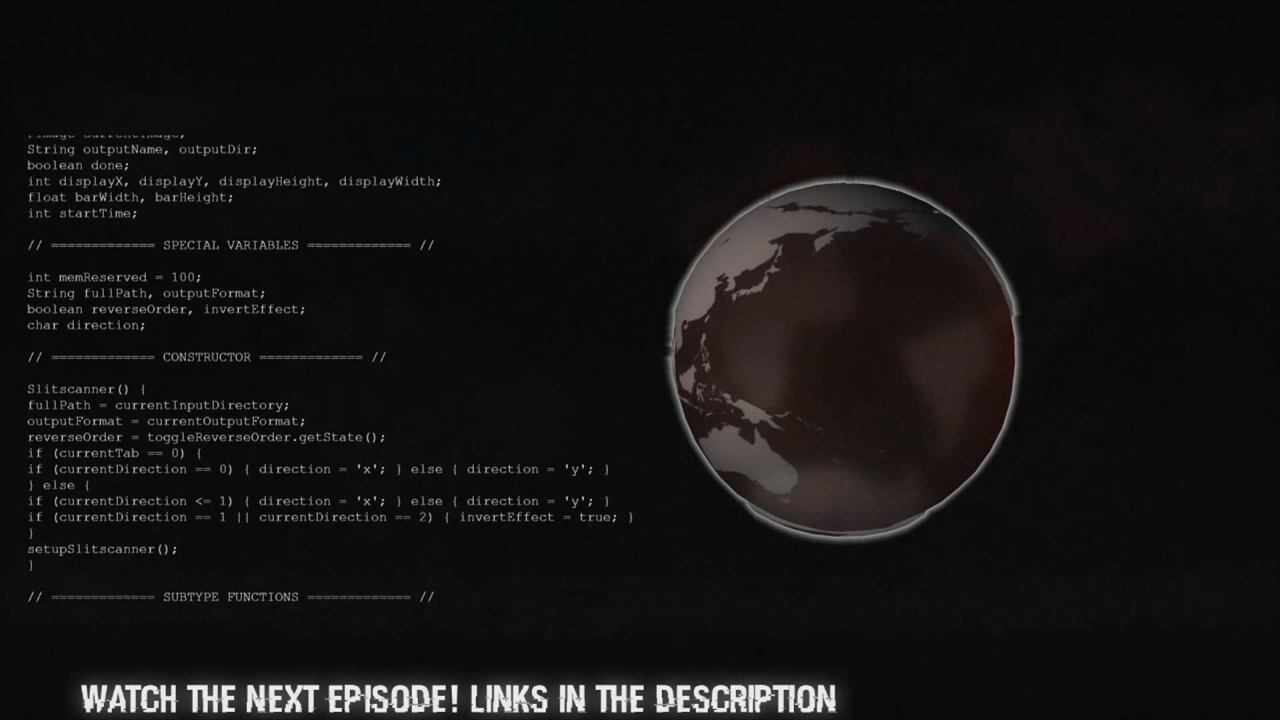 String outputName, outputDir;
boolean done;
int displayX, displayY, displayHeight, displayWidth;
float barWidth, barHeight;
int startTime;
// ============= SPECIAL VARIABLES ============= //
int memReserved = 100;
String fullPath, outputFormat;
boolean reverseOrder, invertEffect;
char direction;
// ============= CONSTRUCTOR ============= //
Slitscanner() {
fullPath = currentInputDirectory;
outputFormat = currentOutputFormat;
reverseOrder = toggleReverseOrder.getState();
if (currentTab == 0) {
if (currentDirection == 0) { direction = 'x'; } else { direction = 'y'; }
} else {
if (currentDirection <= 1) { direction = 'x'; } else { direction = 'y'; }
if (currentDirection == 1 || currentDirection == 2) { invertEffect = true; }
}
setupSlitscanner();
}
// ============= SUBTYPE FUNCTIONS ============= //
WATCH THE NEXT EPISODE! LINKS IN THE DESCRIPTION